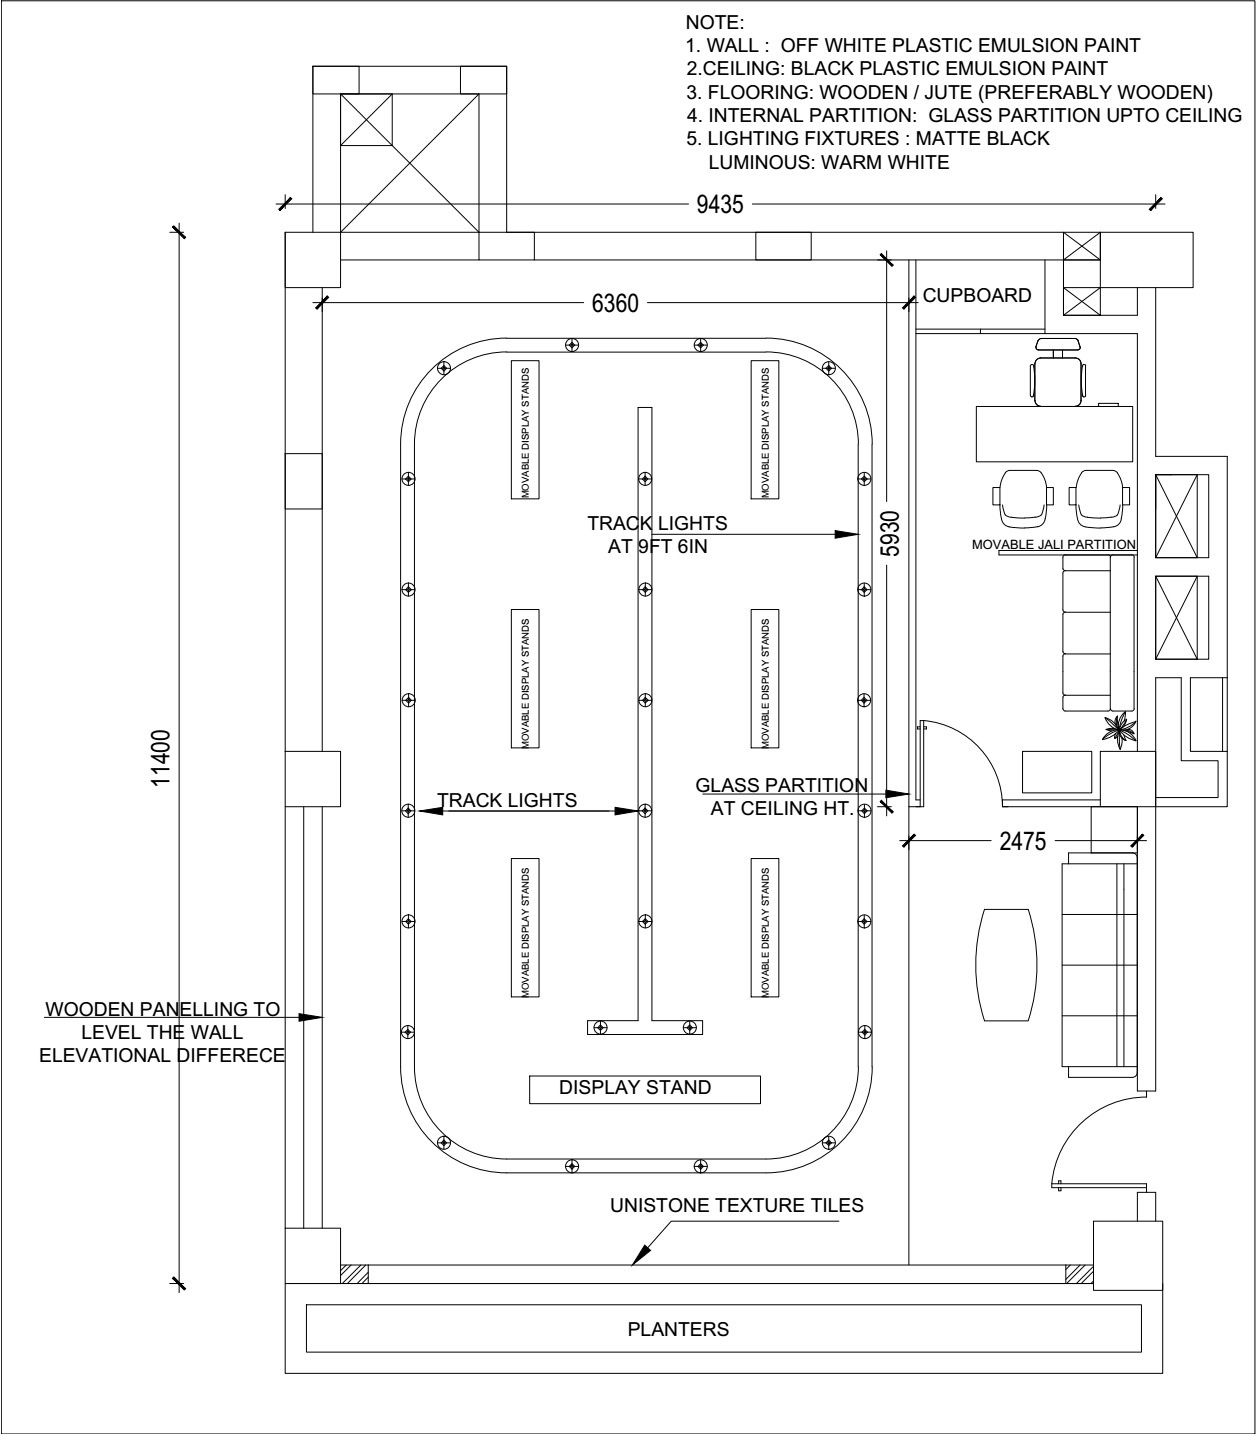 NOTE:
1. WALL : OFF WHITE PLASTIC EMULSION PAINT
2.CEILING: BLACK PLASTIC EMULSION PAINT
3. FLOORING: WOODEN / JUTE (PREFERABLY WOODEN)
4. INTERNAL PARTITION: GLASS PARTITION UPTO CEILING
5. LIGHTING FIXTURES : MATTE BLACK
LUMINOUS: WARM WHITE
9435
6360
CUPBOARD
MOVABLE DISPLAY STANDS
MOVABLE DISPLAY STANDS
TRACK LIGHTS
AT 9FT 6IN
5930
MOVABLE JALI PARTITION
MOVABLE DISPLAY STANDS
MOVABLE DISPLAY STANDS
11400
TRACK LIGHTS
GLASS PARTITION
AT CEILING HT.
2475
MOVABLE DISPLAY STANDS
MOVABLE DISPLAY STANDS
WOODEN PANELLING TO
LEVEL THE WALL
ELEVATIONAL DIFFERECE
DISPLAY STAND
UNISTONE TEXTURE TILES
PLANTERS